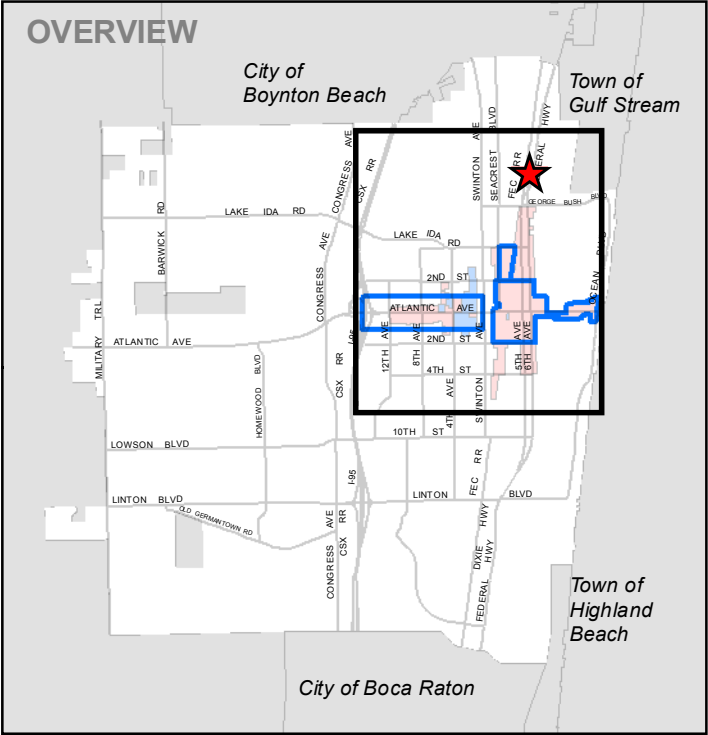 OVERVIEW
City of
Boynton Beach
Town of
Gulf Stream
CONGRESS AVE
CSX RR
SWINTON AVE
SEACREST BLVD
FEC RR
ERAL HWY
GEORGE BUSH BLVD
BARWICK RD
LAKE IDA RD
LAKE IDA
RD
CONGRESS AVE
OCEAN
2ND ST
ATLANTIC AVE
MILITARY TRL
ATLANTIC AVE
I-95
12TH AVE
8TH AVE
2ND ST
AVE
5TH AVE
6TH AVE
4TH ST
CSX RR
HOMEWOOD BLVD
4TH AVE
SWINTON
10TH ST
LOWSON BLVD
FEC RR
I-95
LINTON BLVD
LINTON BLVD
OLD GERMANTOWN RD
CONGRESS AVE
CSX RR
DIXIE HWY
FEDERAL HWY
Town of
Highland
Beach
City of Boca Raton